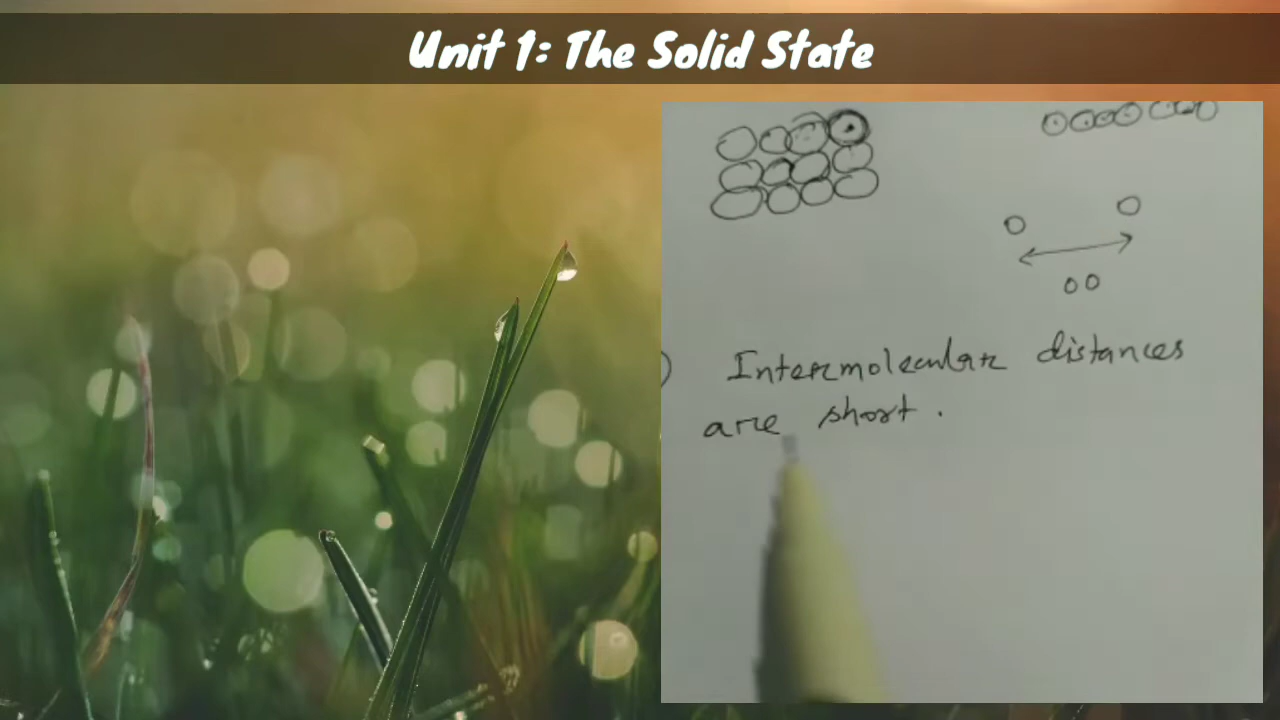 Unit 1: The Solid State
) Intermolecular distances
are short.